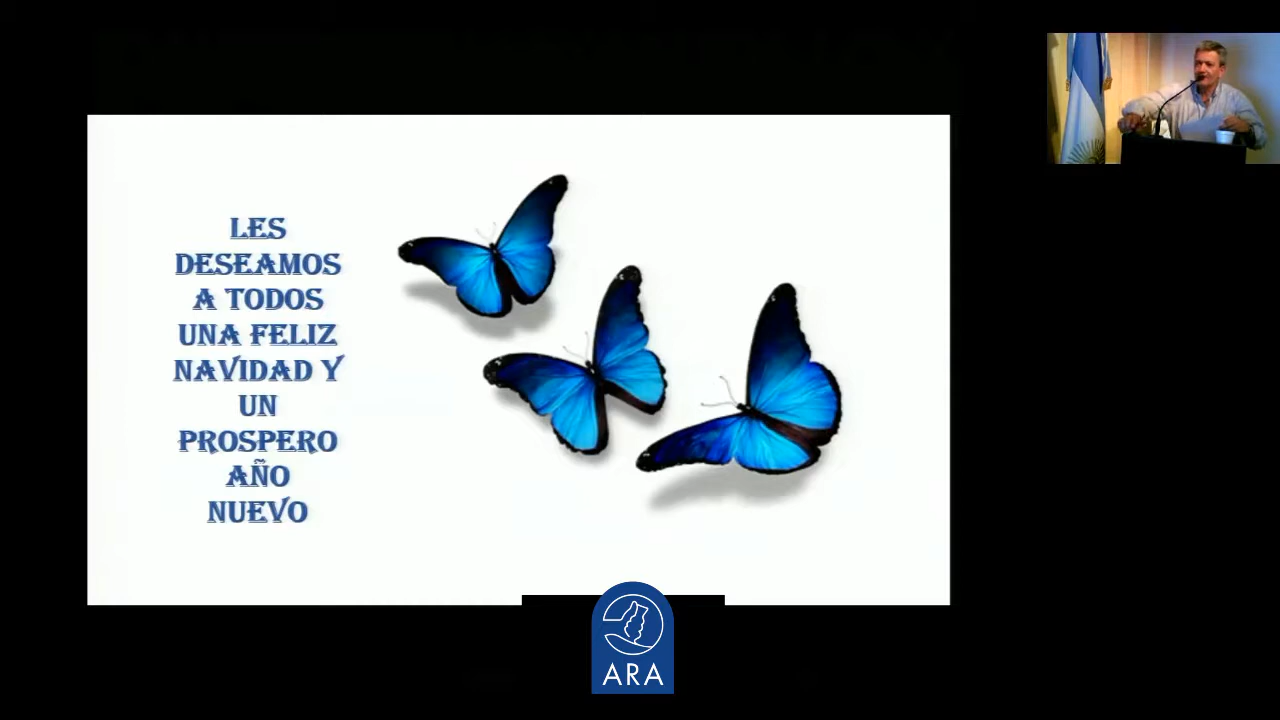 LES
DESEAMOS
A TODOS
UNA FELIZ
NAVIDAD Y
UN
PROSPERO
AÑO
NUEVO
ARA